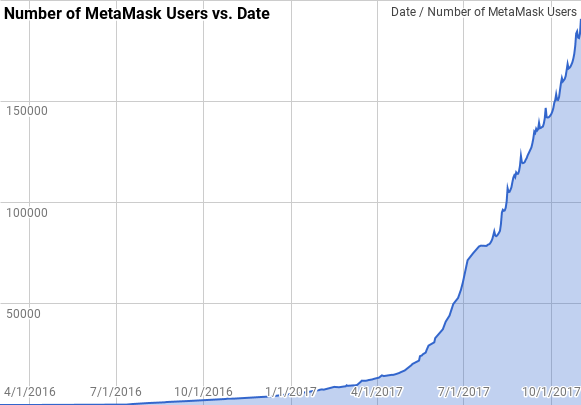 Number of MetaMask Users vs. Date
Date / Number of MetaMask Users
150000
100000
50000
4/1/2016 7/1/2016 10/1/2016 1/1/2017 4/1/2017 7/1/2017 10/1/2017